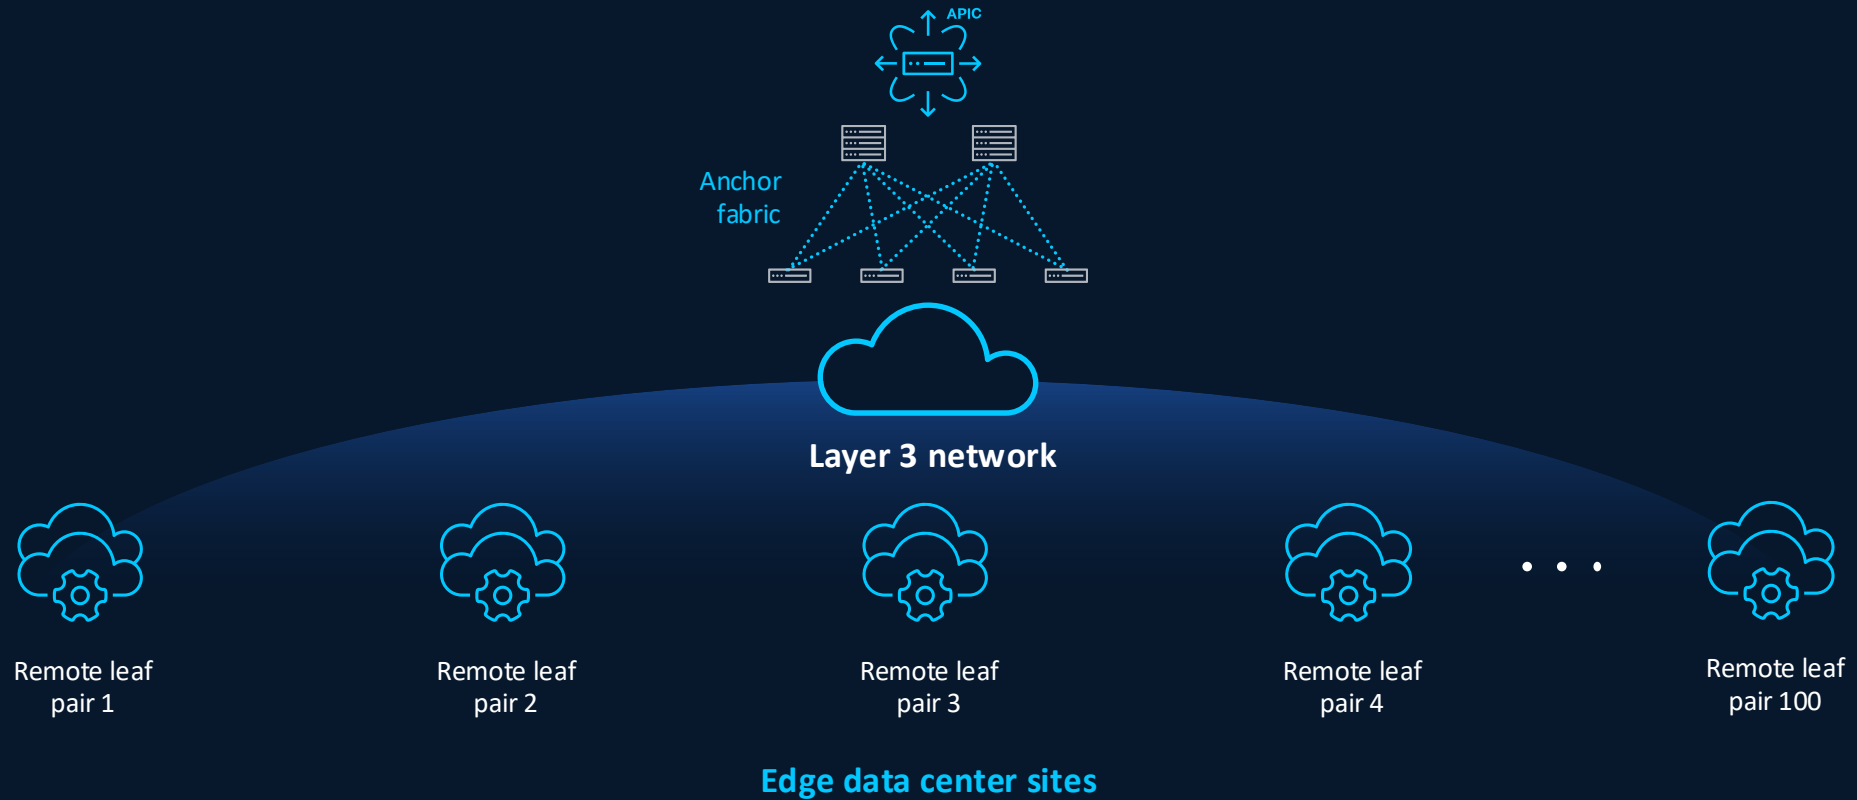 APIC
Anchor
fabric
Layer 3 network
Remote leaf
pair 1
Remote leaf
pair 2
Remote leaf
pair 3
Remote leaf
pair 4
Remote leaf
pair 100
Edge data center sites